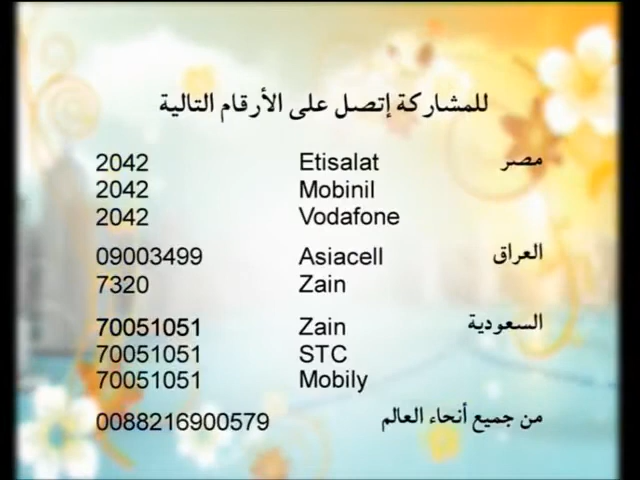 للمشاركة إتصل على الأرقام التالية
مصر Etisalat 2042
Mobinil 2042
Vodafone 2042
العراق Asiacell 09003499
Zain 7320
السعودية Zain 70051051
STC 70051051
Mobily 70051051
من جميع أنحاء العالم 0088216900579